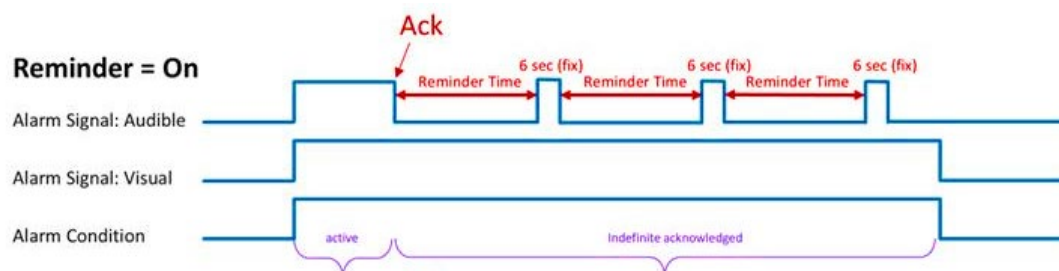 Ack
Reminder = On
6 sec (fix) 6 sec (fix) 6 sec (fix)
Reminder Time Reminder Time Reminder Time
Alarm Signal: Audible
Alarm Signal: Visual
Alarm Condition
active Indefinite acknowledged